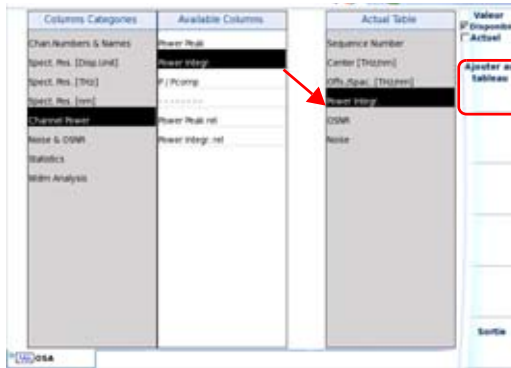 Columns Categories
Chan.Numbers & Names
Spect. Pos. [Disp.Unit]
Spect. Pos. [THz]
Spect. Pos. [nm]
Channel Power
Noise & OSNR
Statistics
Wdm Analysis
Available Columns
Power Peak
Power Integr.
P / Pcomp
---------
Power Peak rel
Power Integr. rel
Actual Table
Sequence Number
Center [THz/nm]
Offs./Spac. [THz/nm]
Power Integr.
OSNR
Noise
Valeur
Disponible
Actuel
Ajouter au
tableau
Sortie
OSA